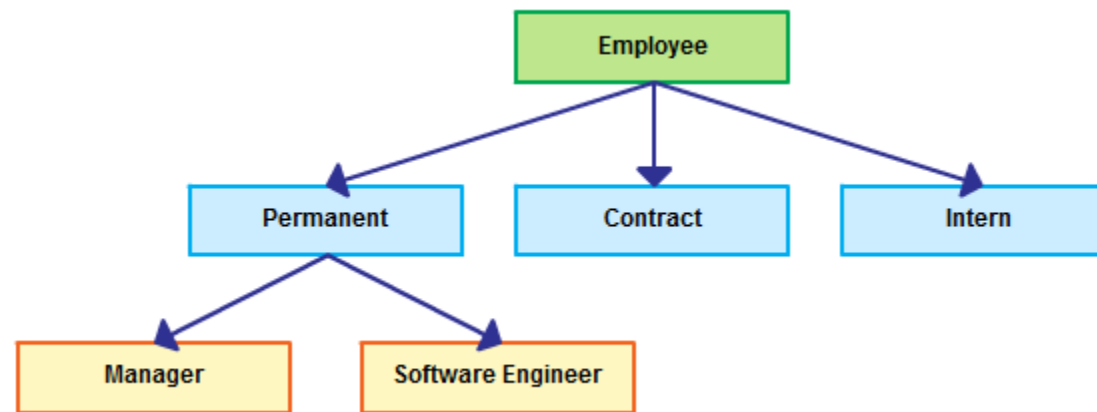 Employee
Permanent
Contract
Intern
Manager
Software Engineer